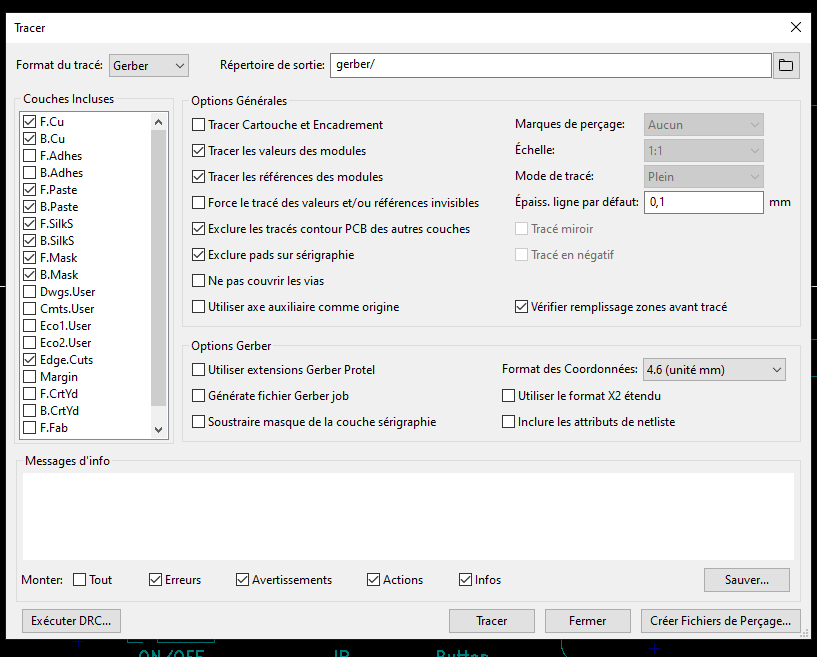 Tracer
Format du tracé: Gerber Répertoire de sortie: gerber/
Couches Incluses
F.Cu
B.Cu
F.Adhes
B.Adhes
F.Paste
B.Paste
F.SilkS
B.SilkS
F.Mask
B.Mask
Dwgs.User
Cmts.User
Eco1.User
Eco2.User
Edge.Cuts
Margin
F.CrtYd
B.CrtYd
F.Fab
Options Générales
Tracer Cartouche et Encadrement
Tracer les valeurs des modules
Tracer les références des modules
Force le tracé des valeurs et/ou références invisibles
Exclure les tracés contour PCB des autres couches
Exclure pads sur sérigraphie
Ne pas couvrir les vias
Utiliser axe auxiliaire comme origine
Marques de perçage: Aucun
Échelle: 1:1
Mode de tracé: Plein
Épaiss. ligne par défaut: 0,1 mm
Tracé miroir
Tracé en négatif
Vérifier remplissage zones avant tracé
Options Gerber
Utiliser extensions Gerber Protel
Générate fichier Gerber job
Soustraire masque de la couche sérigraphie
Format des Coordonnées: 4.6 (unité mm)
Utiliser le format X2 étendu
Inclure les attributs de netliste
Messages d'info
Monter: Tout Erreurs Avertissements Actions Infos Sauver...
Exécuter DRC... Tracer Fermer Créer Fichiers de Perçage...
ON/OFF JP Button